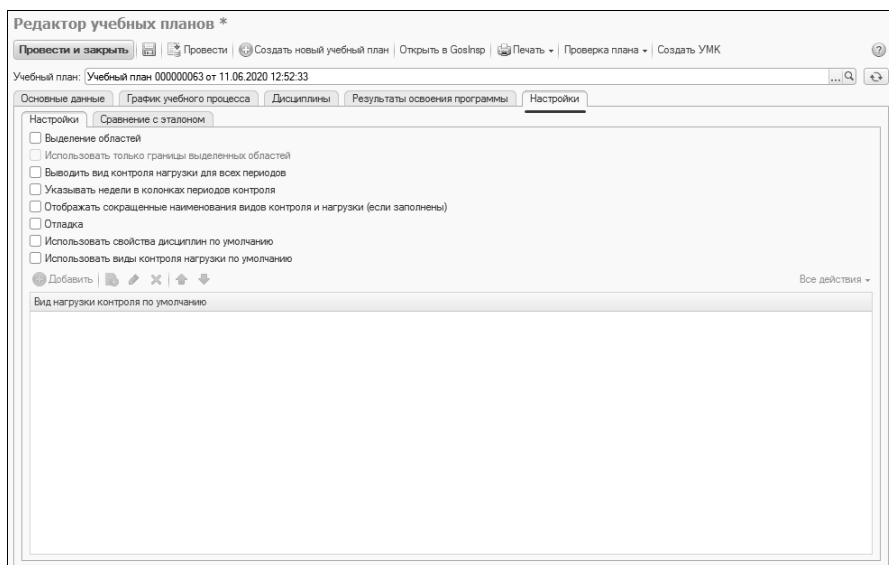 Редактор учебных планов *
Провести и закрыть Провести Создать новый учебный план Открыть в GosInsp Печать Проверка плана Создать УМК ?
Учебный план: Учебный план 000000063 от 11.06.2020 12:52:33 ...
Основные данные График учебного процесса Дисциплины Результаты освоения программы Настройки
Настройки Сравнение с эталоном
Выделение областей
Использовать только границы выделенных областей
Выводить вид контроля нагрузки для всех периодов
Указывать недели в колонках периодов контроля
Отображать сокращенные наименования видов контроля и нагрузки (если заполнены)
Отладка
Использовать свойства дисциплин по умолчанию
Использовать виды контроля нагрузки по умолчанию
Добавить Все действия
Вид нагрузки контроля по умолчанию